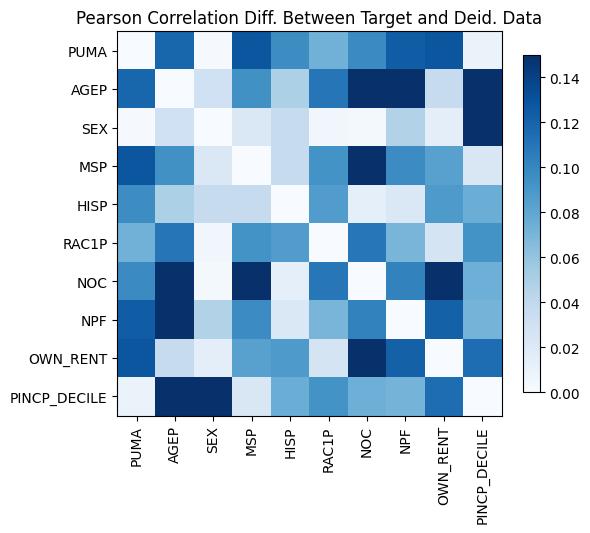 Pearson Correlation Diff. Between Target and Deid. Data
PUMA
AGEP
SEX
MSP
HISP
RAC1P
NOC
NPF
OWN_RENT
PINCP_DECILE
PUMA
AGEP
SEX
MSP
HISP
RAC1P
NOC
NPF
OWN_RENT
PINCP_DECILE
0.14
0.12
0.10
0.08
0.06
0.04
0.02
0.00